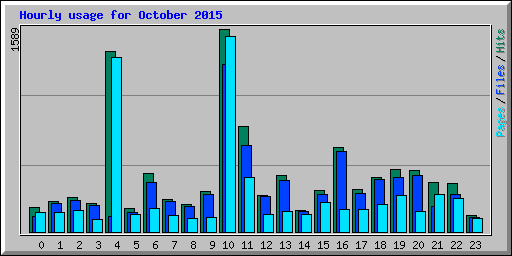 Hourly usage for October 2015
1589
Pages/Files/Hits
0 1 2 3 4 5 6 7 8 9 10 11 12 13 14 15 16 17 18 19 20 21 22 23